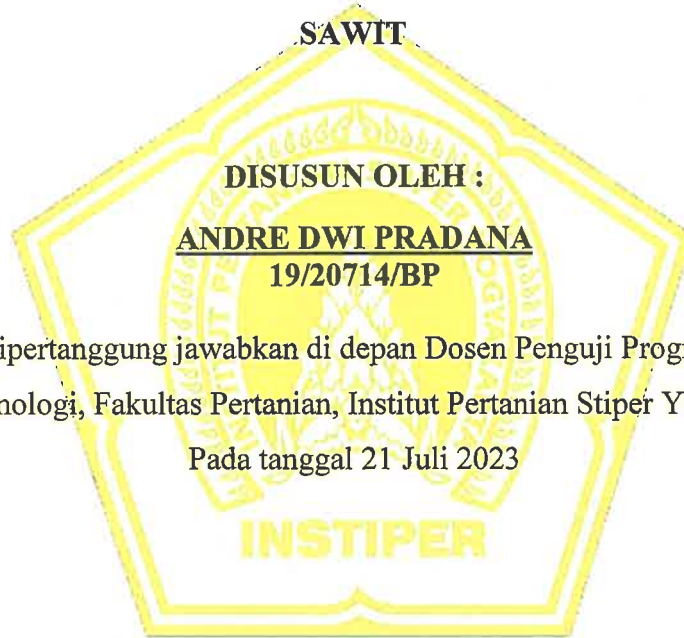 SAWIT
DISUSUN OLEH :
ANDRE DWI PRADANA
19/20714/BP
ipertanggung jawabkan di depan Dosen Penguji Progr
nologi, Fakultas Pertanian, Institut Pertanian Stiper Y
Pada tanggal 21 Juli 2023
INSTIPER